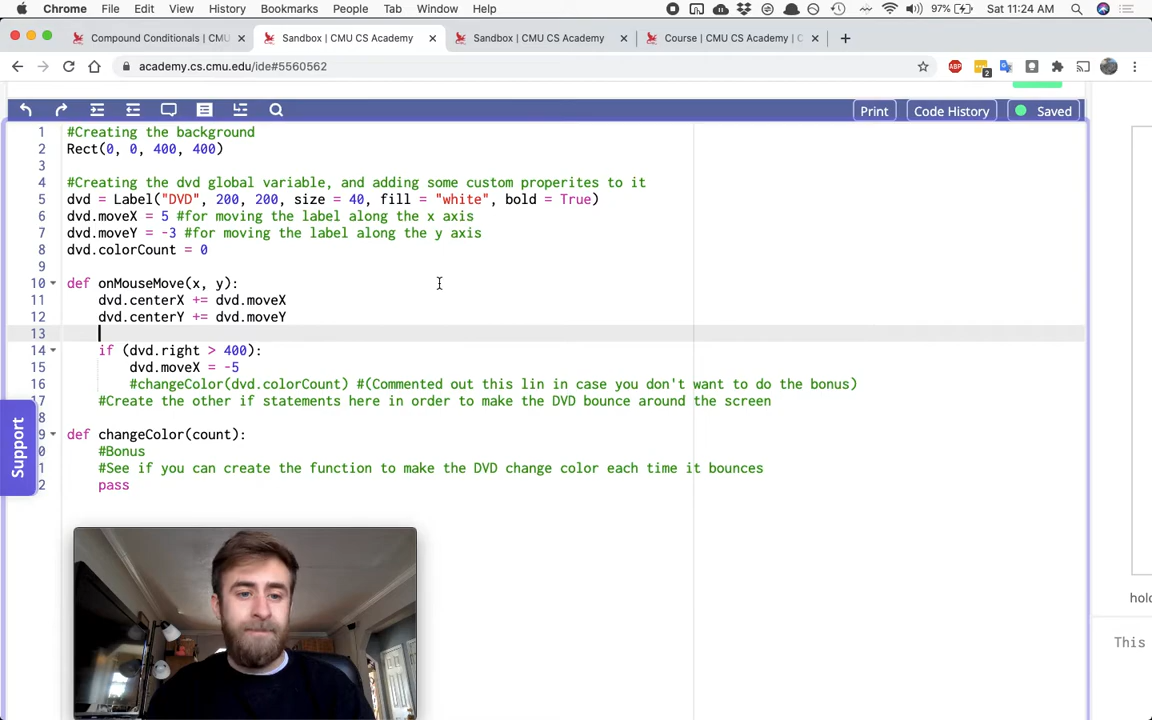 Chrome File Edit View History Bookmarks People Tab Window Help 97% Sat 11:24 AM
Compound Conditionals | CMU Sandbox | CMU CS Academy Sandbox | CMU CS Academy Course | CMU CS Academy | C
academy.cs.cmu.edu/ide#5560562 ABP 2
Print Code History Saved
1 #Creating the background
2 Rect(0, 0, 400, 400)
3
4 #Creating the dvd global variable, and adding some custom properites to it
5 dvd = Label("DVD", 200, 200, size = 40, fill = "white", bold = True)
6 dvd.moveX = 5 #for moving the label along the x axis
7 dvd.moveY = -3 #for moving the label along the y axis
8 dvd.colorCount = 0
9
10 def onMouseMove(x, y):
11 dvd.centerX += dvd.moveX
12 dvd.centerY += dvd.moveY
13
14 if (dvd.right > 400):
15 dvd.moveX = -5
16 #changeColor(dvd.colorCount) #(Commented out this lin in case you don't want to do the bonus)
17 #Create the other if statements here in order to make the DVD bounce around the screen
8
9 def changeColor(count):
0 #Bonus
1 #See if you can create the function to make the DVD change color each time it bounces
2 pass
Support
hold
This